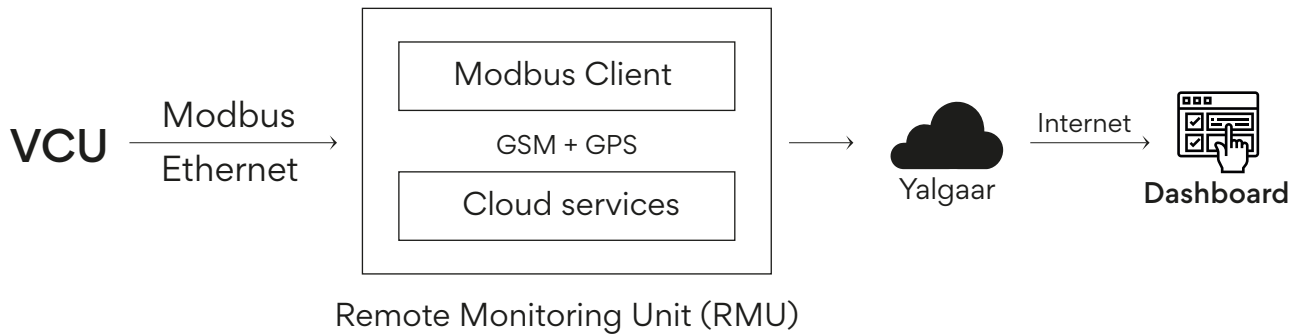 VCU
Modbus
Ethernet
Modbus Client
GSM + GPS
Cloud services
Remote Monitoring Unit (RMU)
Yalgaar
Internet
Dashboard